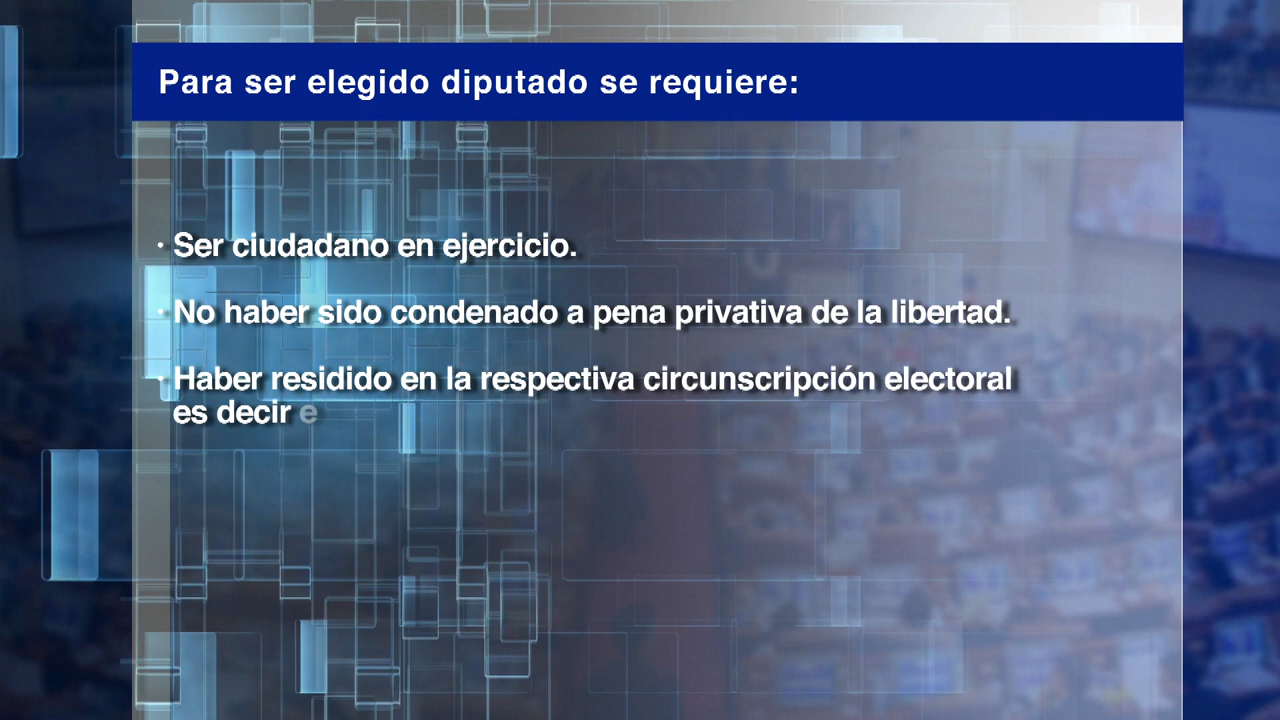 Para ser elegido diputado se requiere:
· Ser ciudadano en ejercicio.
· No haber sido condenado a pena privativa de la libertad.
· Haber residido en la respectiva circunscripción electoral
es decir e